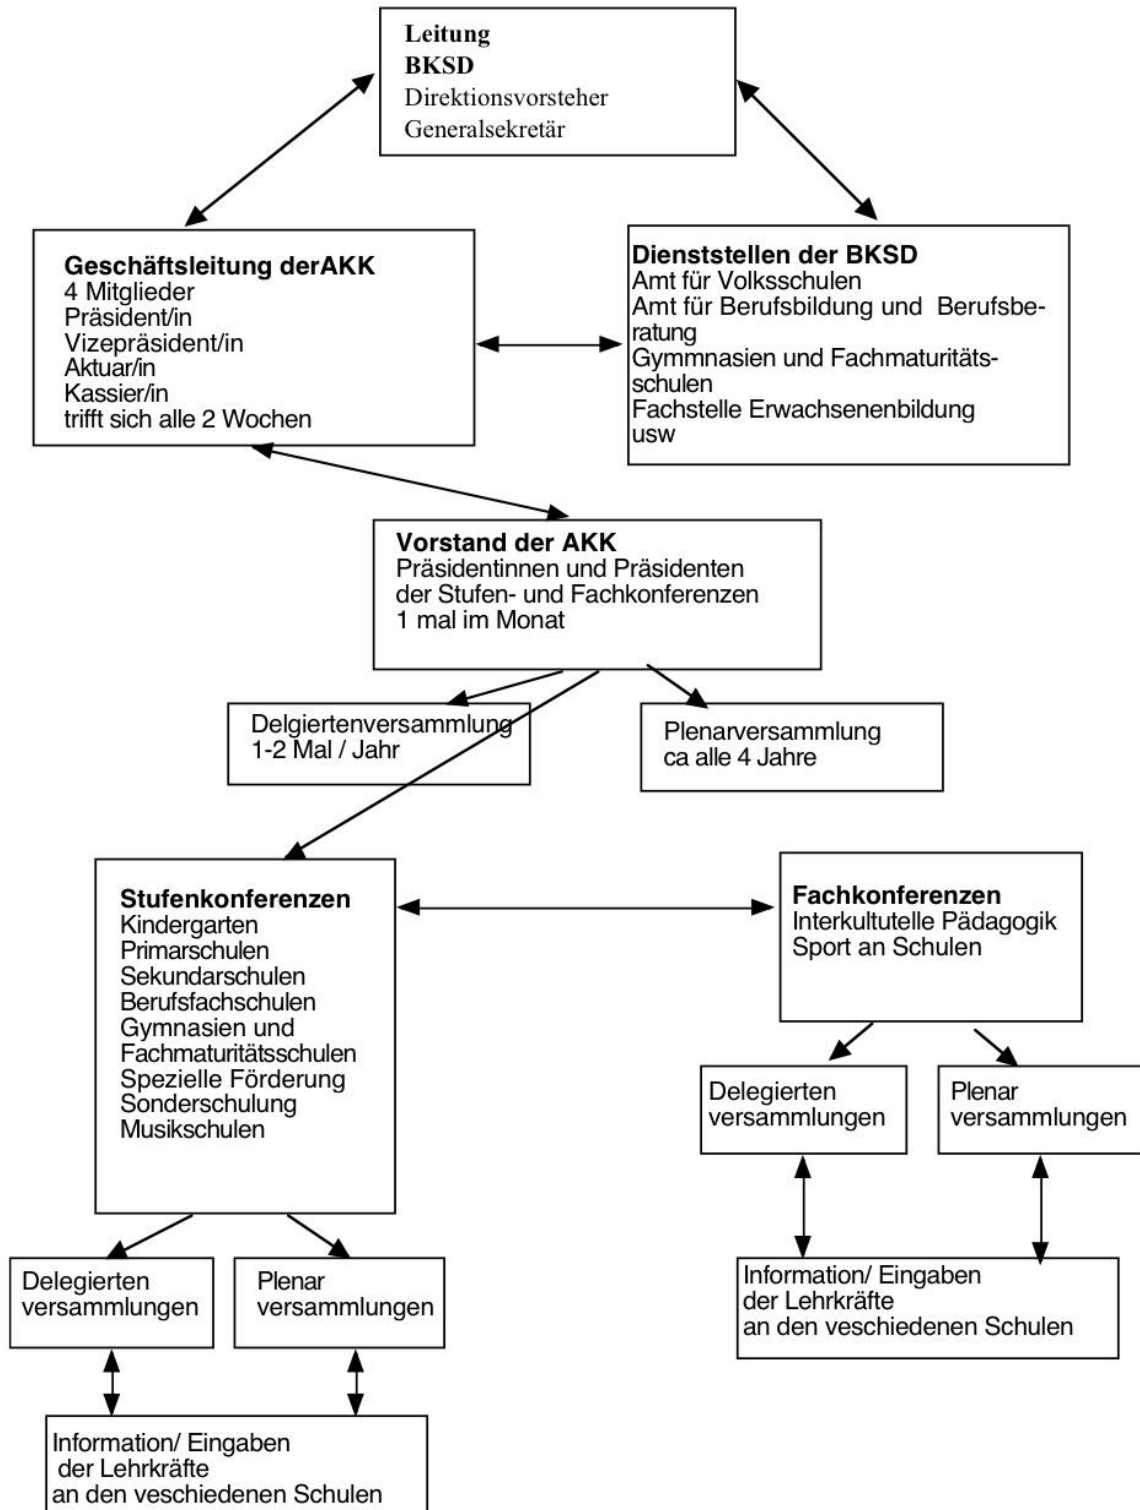 Leitung
BKSD
Direktionsvorsteher
Generalsekretär
Geschäftsleitung derAKK
4 Mitglieder
Präsident/in
Vizepräsident/in
Aktuar/in
Kassier/in
trifft sich alle 2 Wochen
Dienststellen der BKSD
Amt für Volksschulen
Amt für Berufsbildung und Berufsbe-
ratung
Gymmnasien und Fachmaturitäts-
schulen
Fachstelle Erwachsenenbildung
usw
Vorstand der AKK
Präsidentinnen und Präsidenten
der Stufen- und Fachkonferenzen
1 mal im Monat
Delgiertenversammlung
1-2 Mal / Jahr
Plenarversammlung
ca alle 4 Jahre
Stufenkonferenzen
Kindergarten
Primarschulen
Sekundarschulen
Berufsfachschulen
Gymnasien und
Fachmaturitätsschulen
Spezielle Förderung
Sonderschulung
Musikschulen
Fachkonferenzen
Interkultutelle Pädagogik
Sport an Schulen
Delegierten
versammlungen
Plenar
versammlungen
Information/ Eingaben
der Lehrkräfte
an den veschiedenen Schulen
Delegierten
versammlungen
Plenar
versammlungen
Information/ Eingaben
der Lehrkräfte
an den veschiedenen Schulen